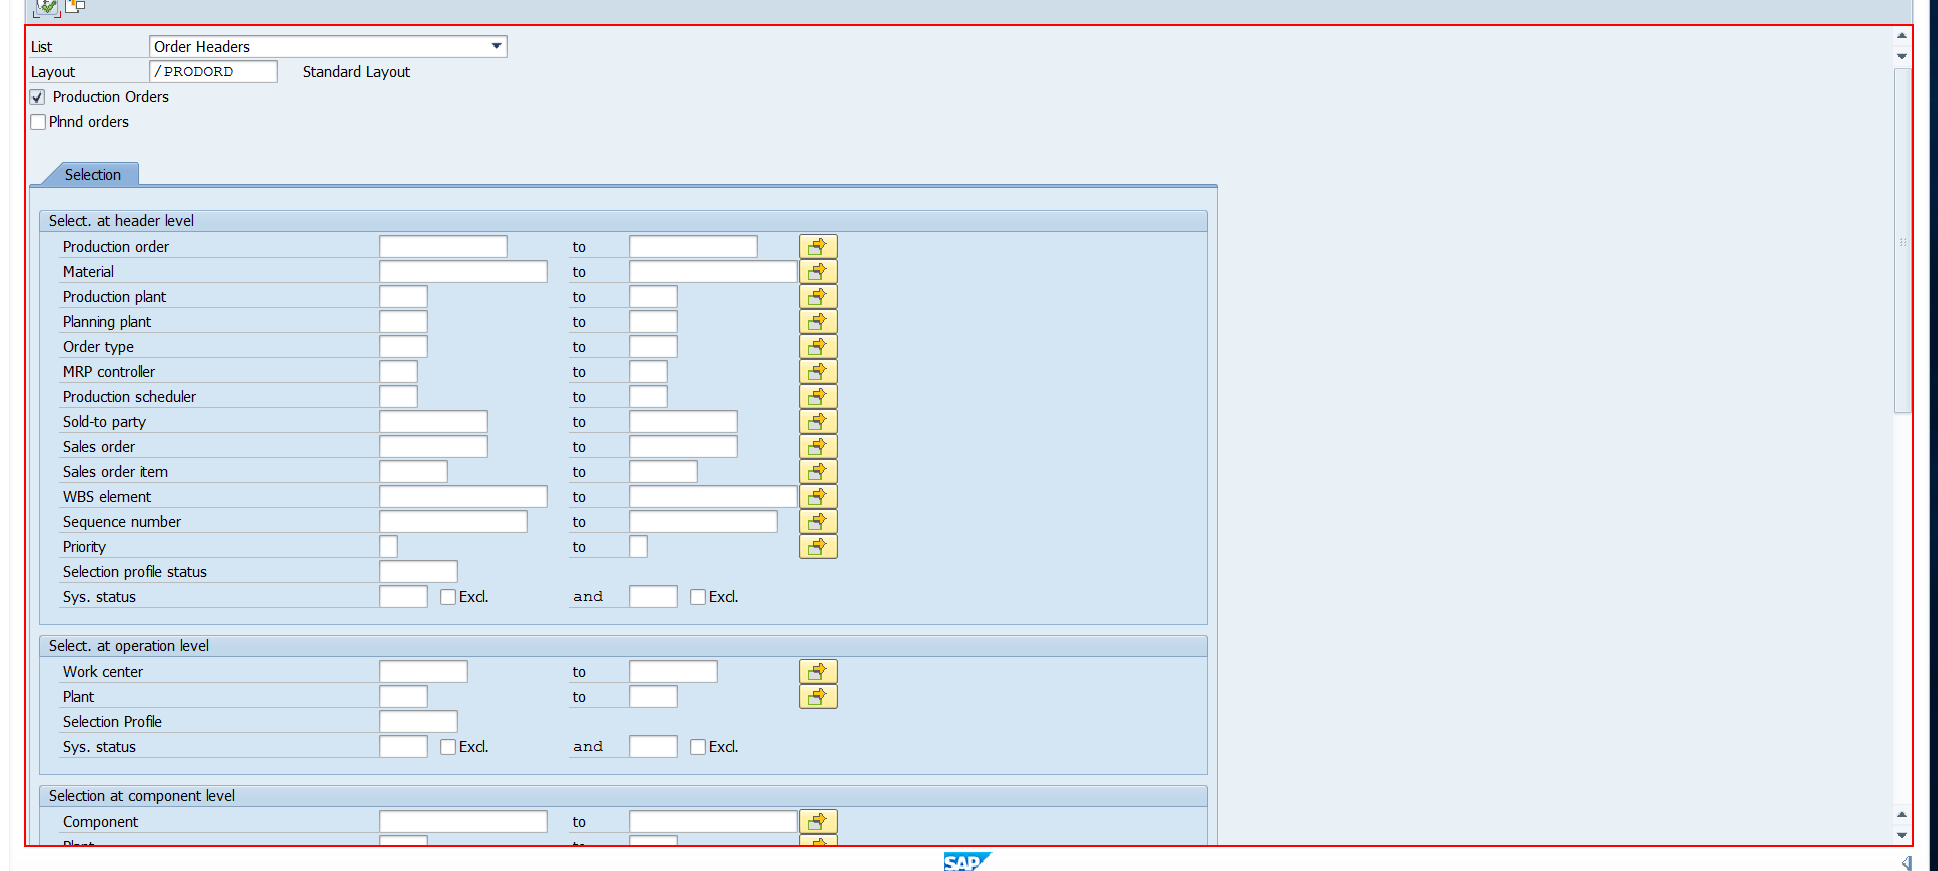 List Order Headers
Layout /PRODORD Standard Layout
Production Orders
Plnnd orders
Selection
Select. at header level
Production order to
Material to
Production plant to
Planning plant to
Order type to
MRP controller to
Production scheduler to
Sold-to party to
Sales order to
Sales order item to
WBS element to
Sequence number to
Priority to
Selection profile status
Sys. status Excl. and Excl.
Select. at operation level
Work center to
Plant to
Selection Profile
Sys. status Excl. and Excl.
Selection at component level
Component to
Plant to
SAP